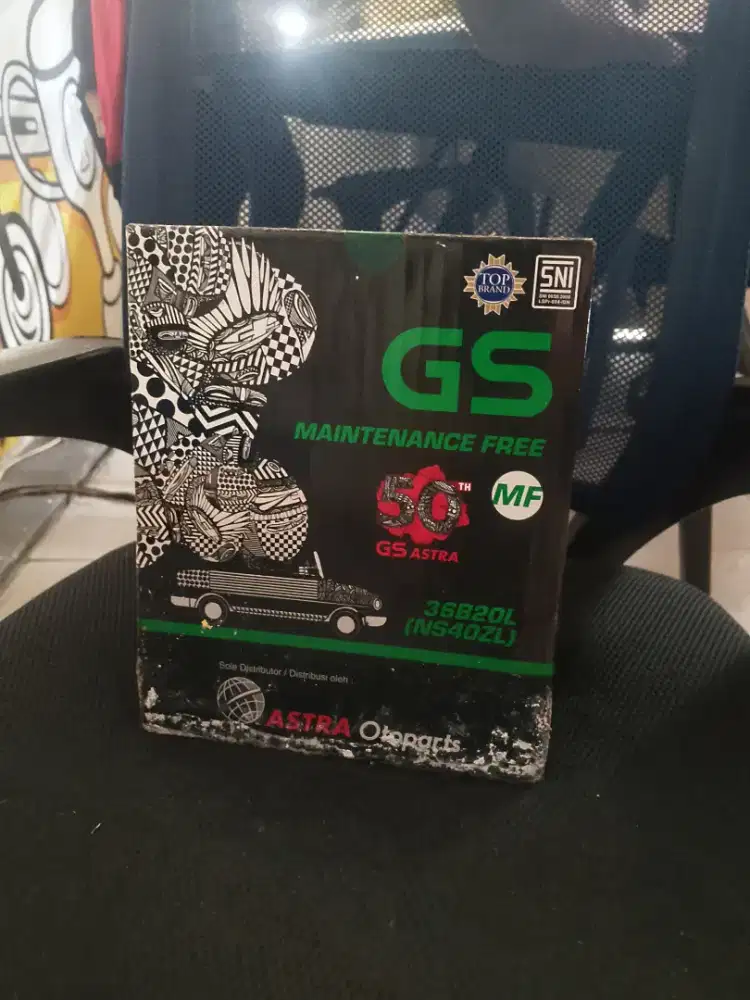 TOP
BRAND
SNI
GS
MAINTENANCE FREE
50TH
MF
GS ASTRA
36B20L
(NS40ZL)
Sole Distributor / Distribusi oleh :
ASTRA Otoparts